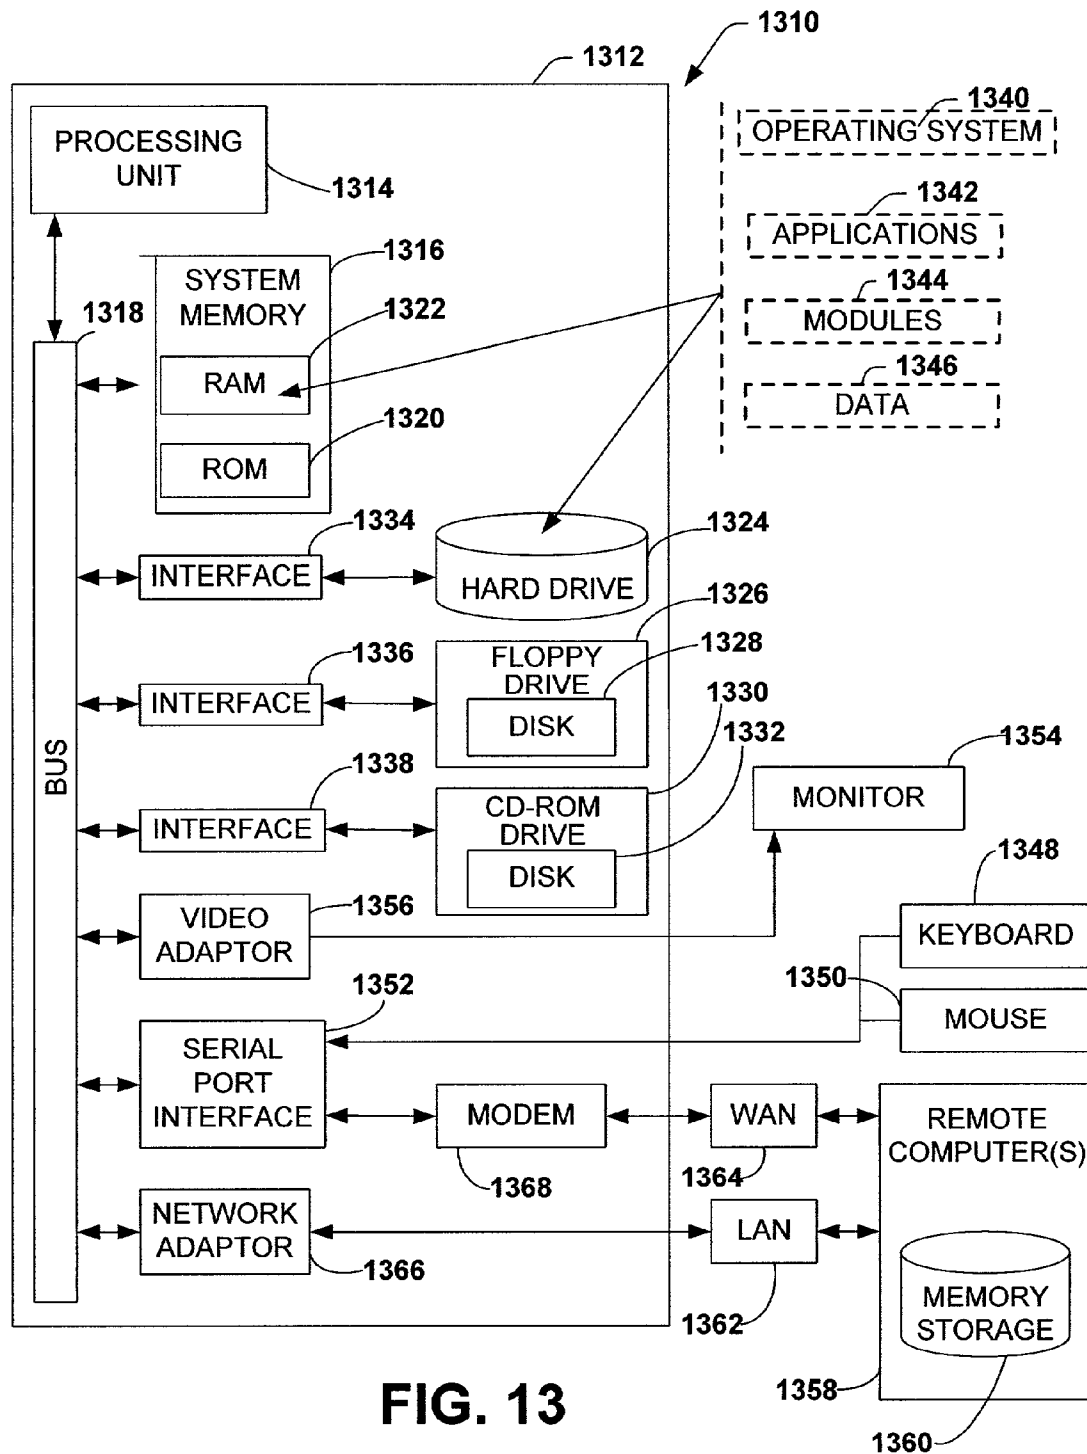 1310
1312
1340
OPERATING SYSTEM
PROCESSING
UNIT
1314
1342
APPLICATIONS
1316
SYSTEM
MEMORY
1344
MODULES
1318
1322
RAM
1346
DATA
1320
ROM
1334
INTERFACE
1324
HARD DRIVE
1326
1336
INTERFACE
FLOPPY
DRIVE
1328
DISK
1330
1332
BUS
1338
INTERFACE
CD-ROM
DRIVE
DISK
1354
MONITOR
1348
KEYBOARD
1356
VIDEO
ADAPTOR
1350
MOUSE
1352
SERIAL
PORT
INTERFACE
MODEM
1368
WAN
1364
REMOTE
COMPUTER(S)
NETWORK
ADAPTOR
1366
LAN
1362
MEMORY
STORAGE
1358
1360
FIG. 13